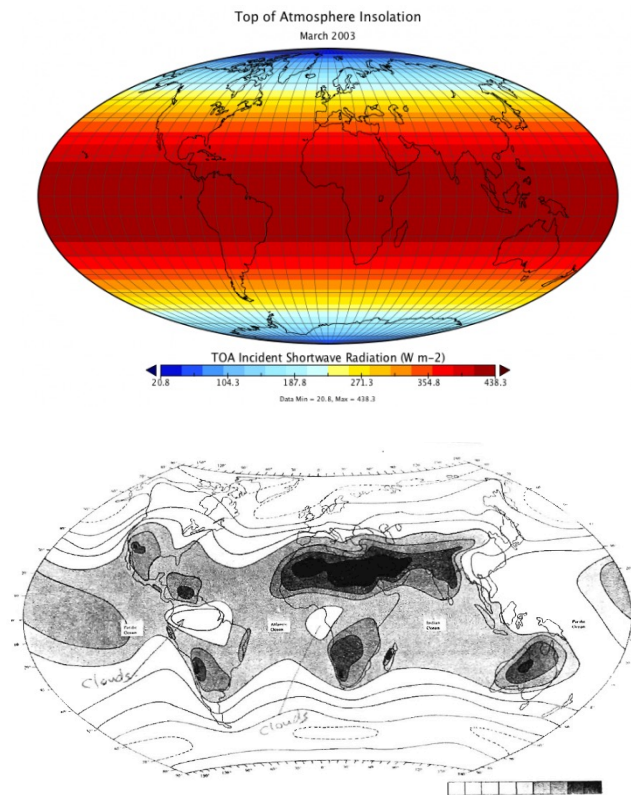 Top of Atmosphere Insolation
March 2003
TOA Incident Shortwave Radiation (W m-2)
20.8 104.3 187.8 271.3 354.8 438.3
Data Min = 20.8, Max = 438.3
Pacific Ocean
Atlantic Ocean
Indian Ocean
Pacific Ocean
Clouds
Clouds